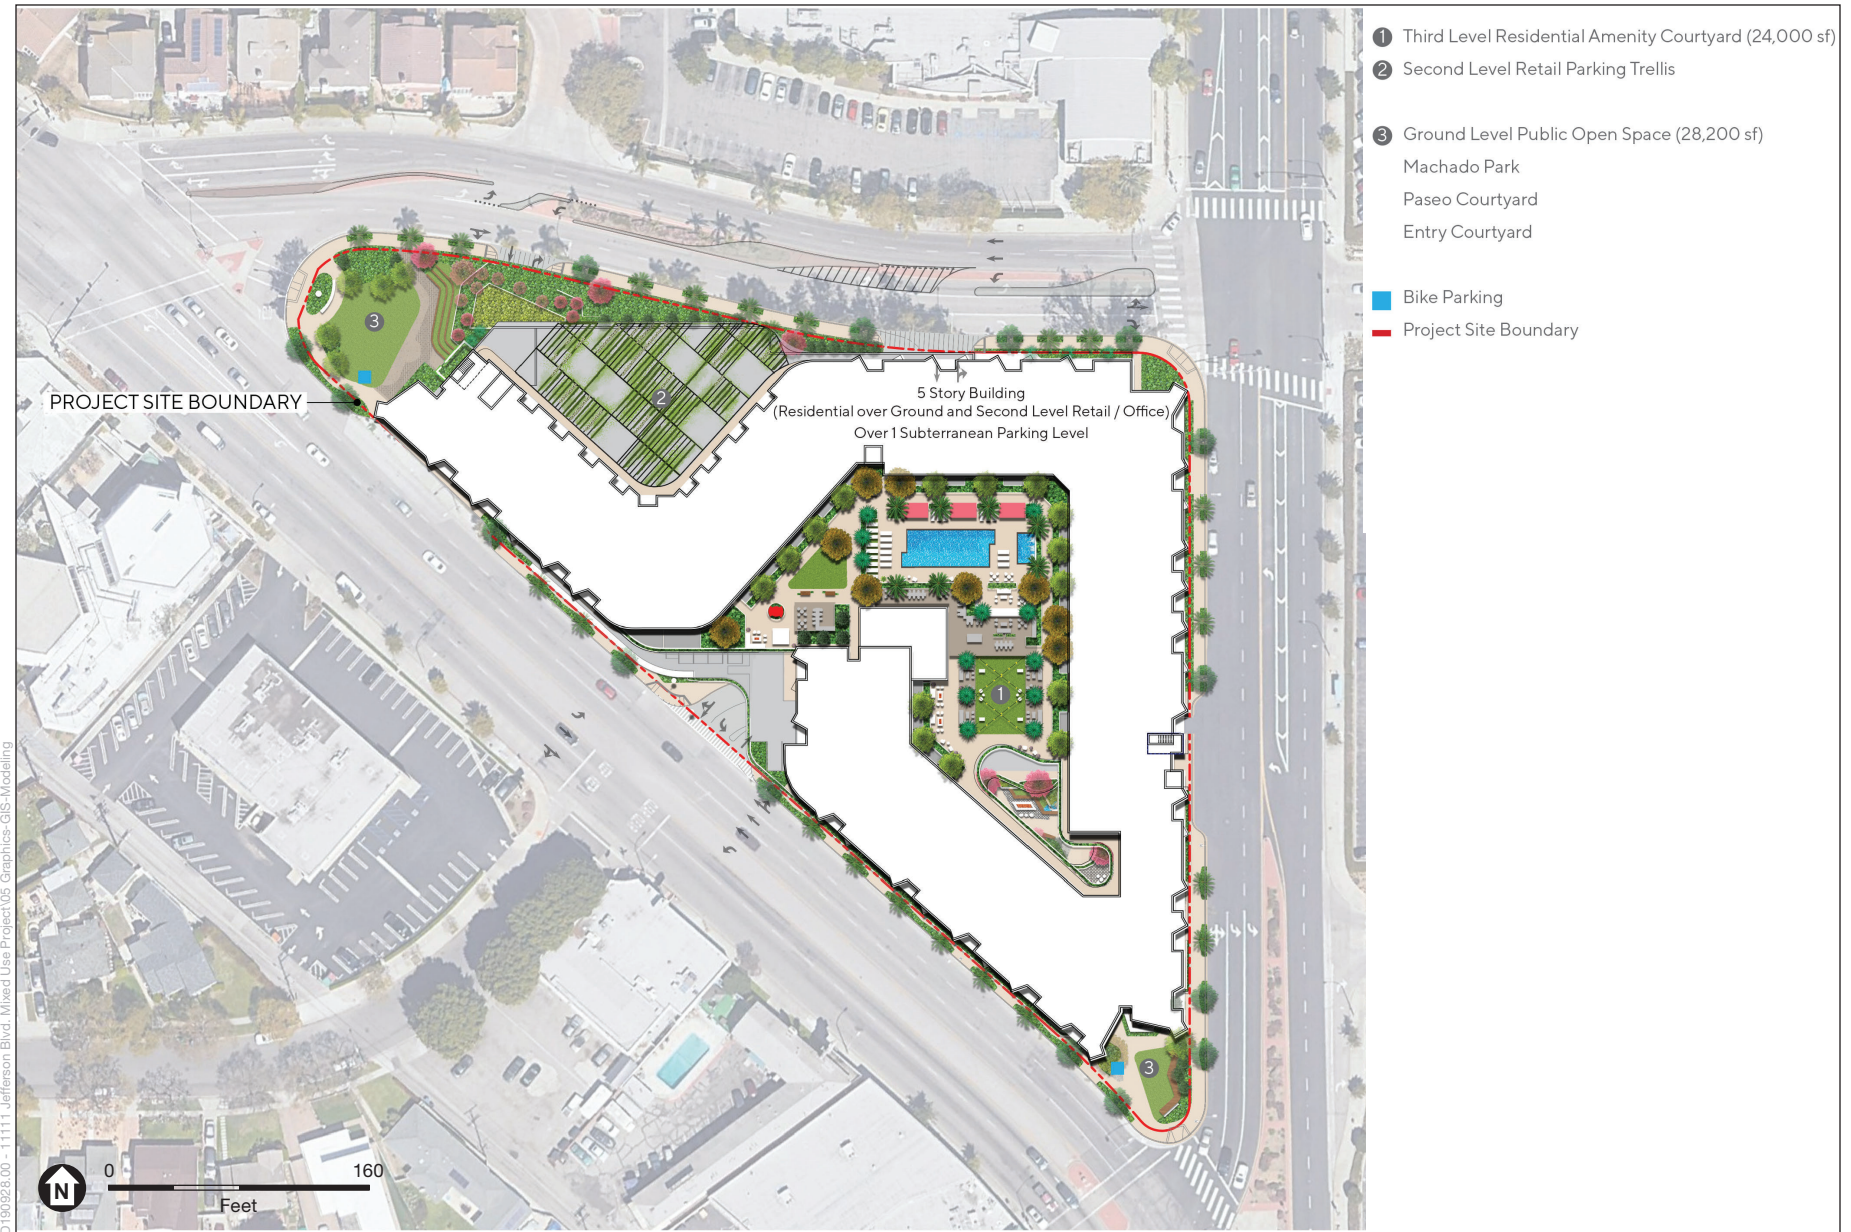 1 Third Level Residential Amenity Courtyard (24,000 sf)
2 Second Level Retail Parking Trellis
3 Ground Level Public Open Space (28,200 sf)
Machado Park
Paseo Courtyard
Entry Courtyard
Bike Parking
Project Site Boundary
3
PROJECT SITE BOUNDARY
2
5 Story Building
(Residential over Ground and Second Level Retail / Office)
Over 1 Subterranean Parking Level
1
3
N
0 160
Feet
D190928.00 - 11111 Jefferson Blvd. Mixed Use Project\05 Graphics-GIS-Modeling